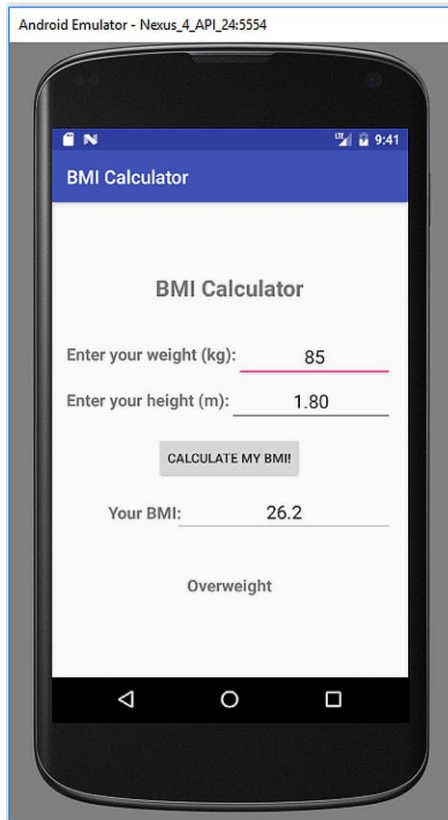 Android Emulator - Nexus_4_API_24:5554
LTE 9:41
BMI Calculator
BMI Calculator
Enter your weight (kg): 85
Enter your height (m): 1.80
CALCULATE MY BMI!
Your BMI: 26.2
Overweight